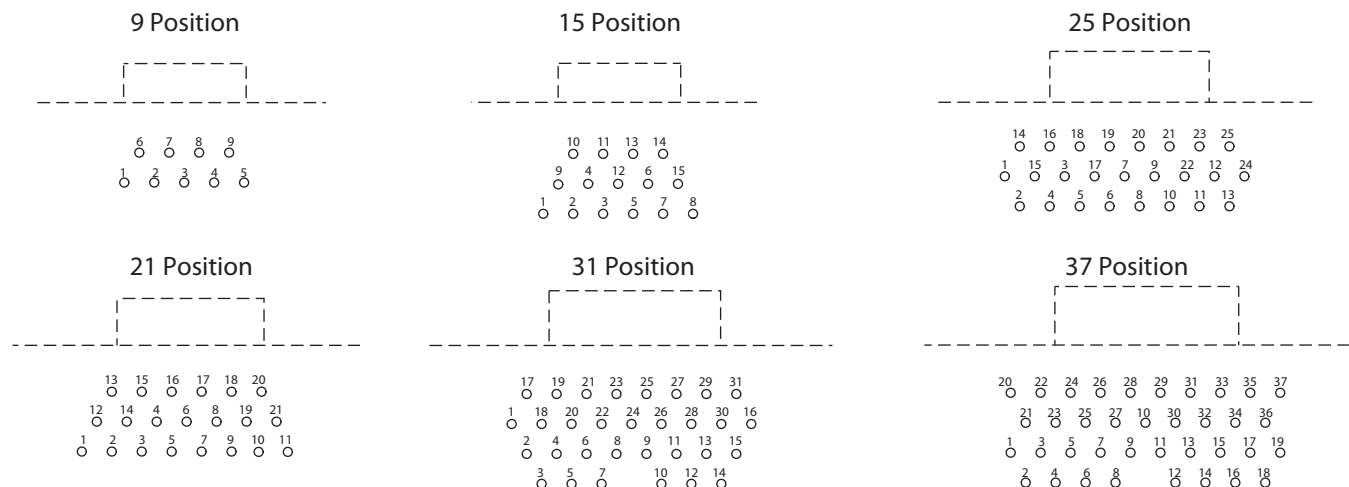 9 Position
15 Position
25 Position
6 7 8 9
1 2 3 4 5
10 11 13 14
9 4 12 6 15
1 2 3 5 7 8
14 16 18 19 20 21 23 25
1 15 3 17 7 9 22 12 24
2 4 5 6 8 10 11 13
21 Position
31 Position
37 Position
13 15 16 17 18 20
12 14 4 6 8 19 21
1 2 3 5 7 9 10 11
17 19 21 23 25 27 29 31
1 18 20 22 24 26 28 30 16
2 4 6 8 9 11 13 15
3 5 7 10 12 14
20 22 24 26 28 29 31 33 35 37
21 23 25 27 10 30 32 34 36
1 3 5 7 9 11 13 15 17 19
2 4 6 8 12 14 16 18